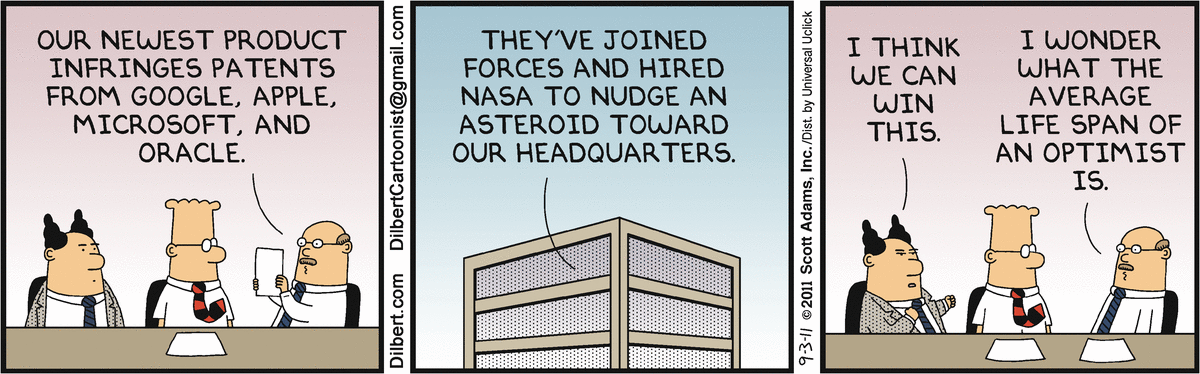 OUR NEWEST PRODUCT
INFRINGES PATENTS
FROM GOOGLE, APPLE,
MICROSOFT, AND
ORACLE.
Dilbert.com DilbertCartoonist@gmail.com
THEY'VE JOINED
FORCES AND HIRED
NASA TO NUDGE AN
ASTEROID TOWARD
OUR HEADQUARTERS.
9-3-11 ©2011 Scott Adams, Inc./Dist. by Universal Uclick
I THINK
WE CAN
WIN
THIS.
I WONDER
WHAT THE
AVERAGE
LIFE SPAN OF
AN OPTIMIST
IS.